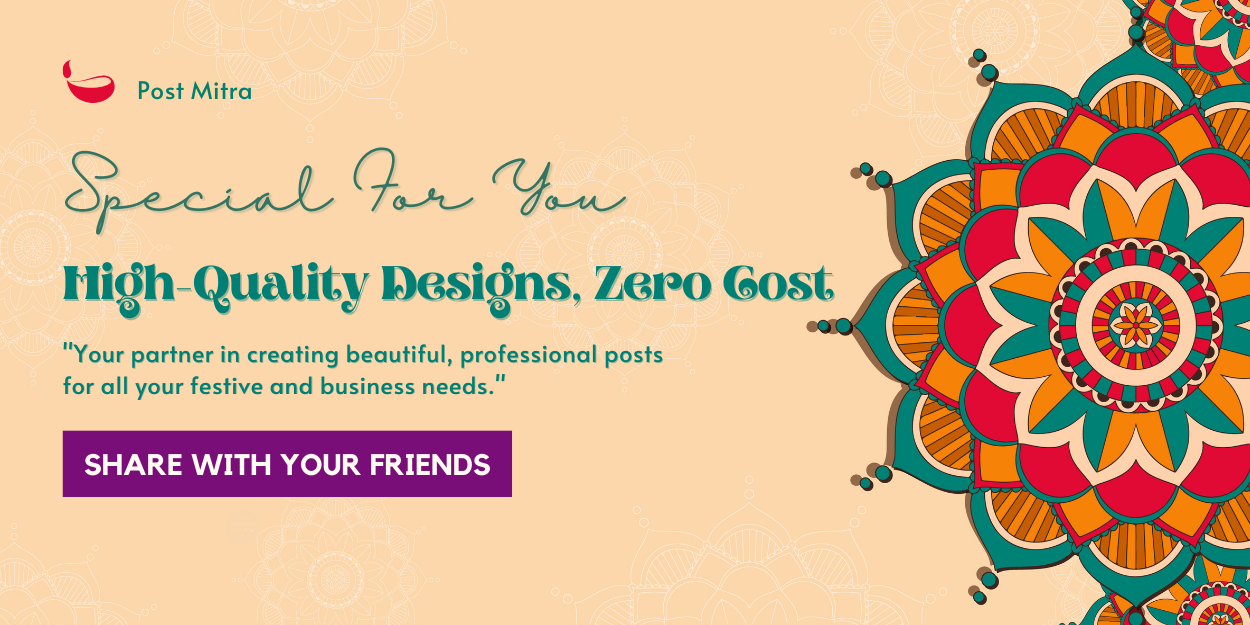 Post Mitra
Special For You
High-Quality Designs, Zero Cost
"Your partner in creating beautiful, professional posts
for all your festive and business needs."
SHARE WITH YOUR FRIENDS